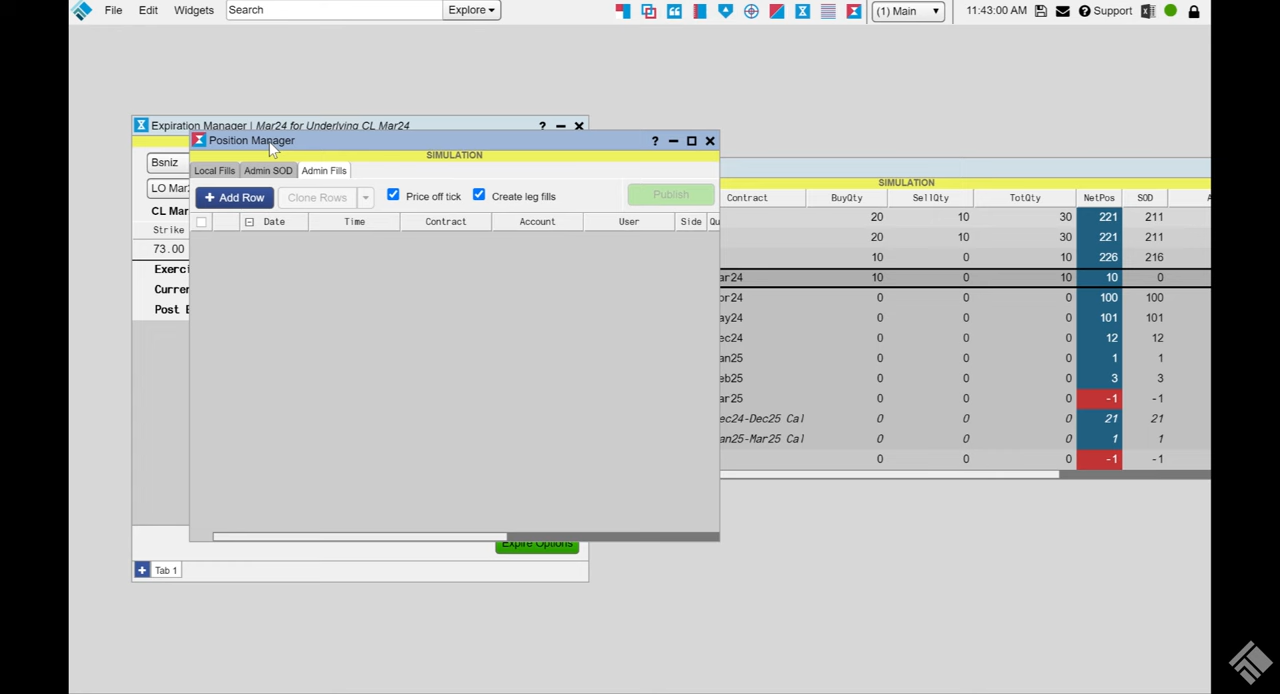 File Edit Widgets Search Explore (1) Main 11:43:00 AM Support
Expiration Manager | Mar24 for Underlying CL Mar24 ?
Position Manager ?
SIMULATION
Local Fills Admin SOD Admin Fills
+ Add Row Clone Rows Price off tick Create leg fills Publish
Date Time Contract Account User Side Qu
Bsniz
LO Mar
CL Mar
Strike
73.00
Exerci
Curren
Post E
Expire Options
+ Tab 1
SIMULATION
Contract BuyQty SellQty TotQty NetPos SOD
20 10 30 221 211
20 10 30 221 211
10 0 10 226 216
ar24 10 0 10 10 0
or24 0 0 0 100 100
ay24 0 0 0 101 101
ec24 0 0 0 12 12
an25 0 0 0 1 1
eb25 0 0 0 3 3
ar25 0 0 0 -1 -1
ec24-Dec25 Cal 0 0 0 21 21
an25-Mar25 Cal 0 0 0 1 1
0 0 0 -1 -1